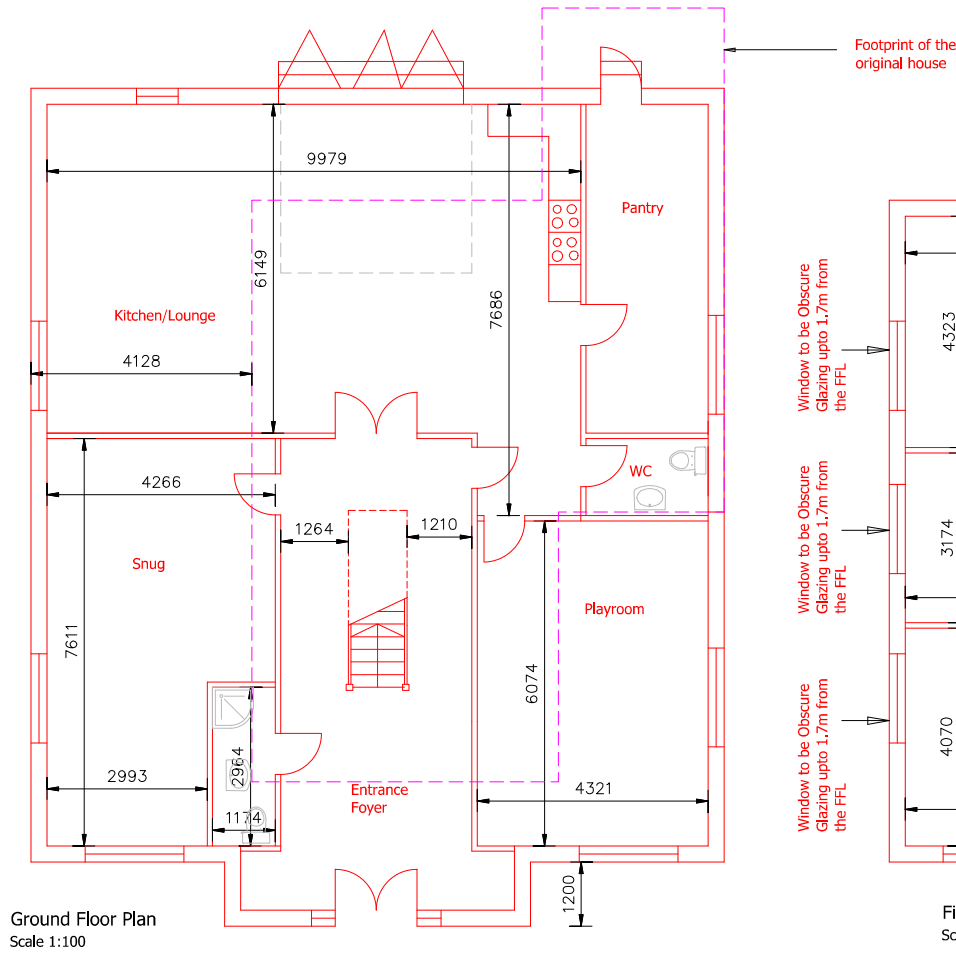 Footprint of the
original house
9979
Pantry
6149
7686
Kitchen/Lounge
4128
Window to be Obscure
Glazing upto 1.7m from
the FFL
4323
4266
WC
1264
1210
Window to be Obscure
Glazing upto 1.7m from
the FFL
3174
Snug
Playroom
7611
6074
2964
2993
1174
Entrance
Foyer
4321
Window to be Obscure
Glazing upto 1.7m from
the FFL
4070
1200
Ground Floor Plan
Scale 1:100
Fi
Sc